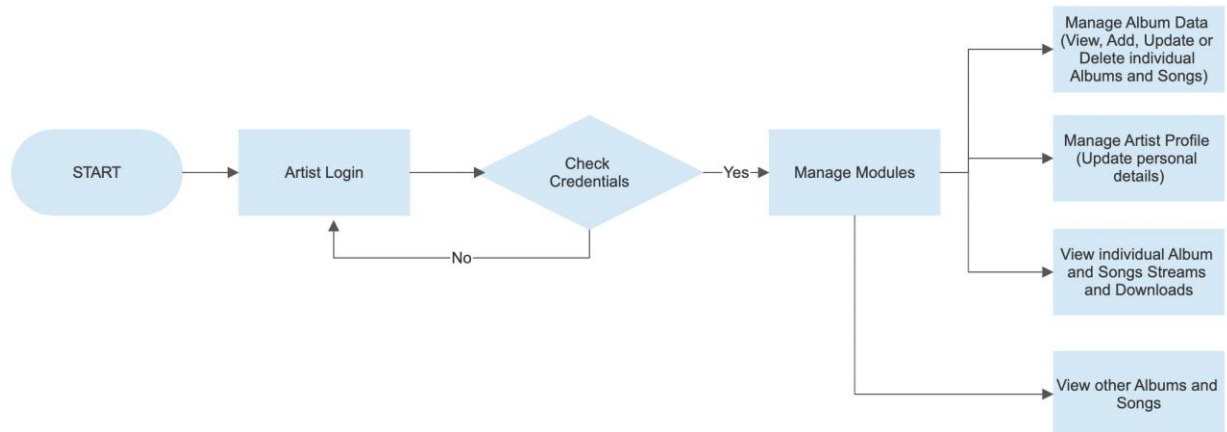 START
Artist Login
Check
Credentials
Yes
No
Manage Modules
Manage Album Data
(View, Add, Update or
Delete individual
Albums and Songs)
Manage Artist Profile
(Update personal
details)
View individual Album
and Songs Streams
and Downloads
View other Albums and
Songs